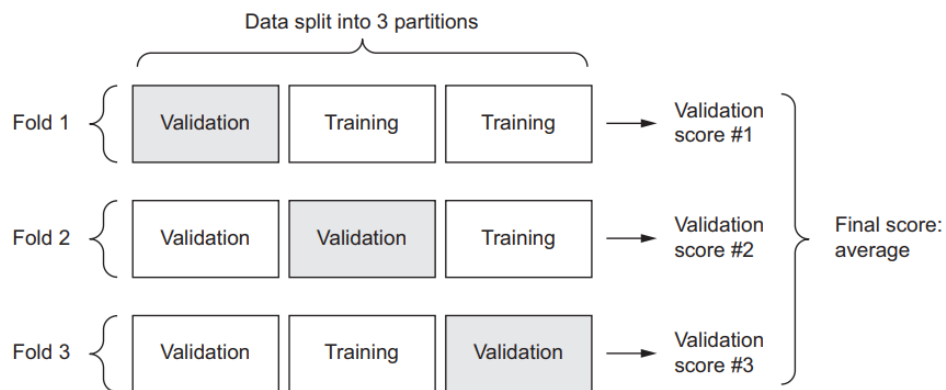 Data split into 3 partitions
Fold 1
Validation
Training
Training
Validation
score #1
Fold 2
Validation
Validation
Training
Validation
score #2
Final score:
average
Fold 3
Validation
Training
Validation
Validation
score #3